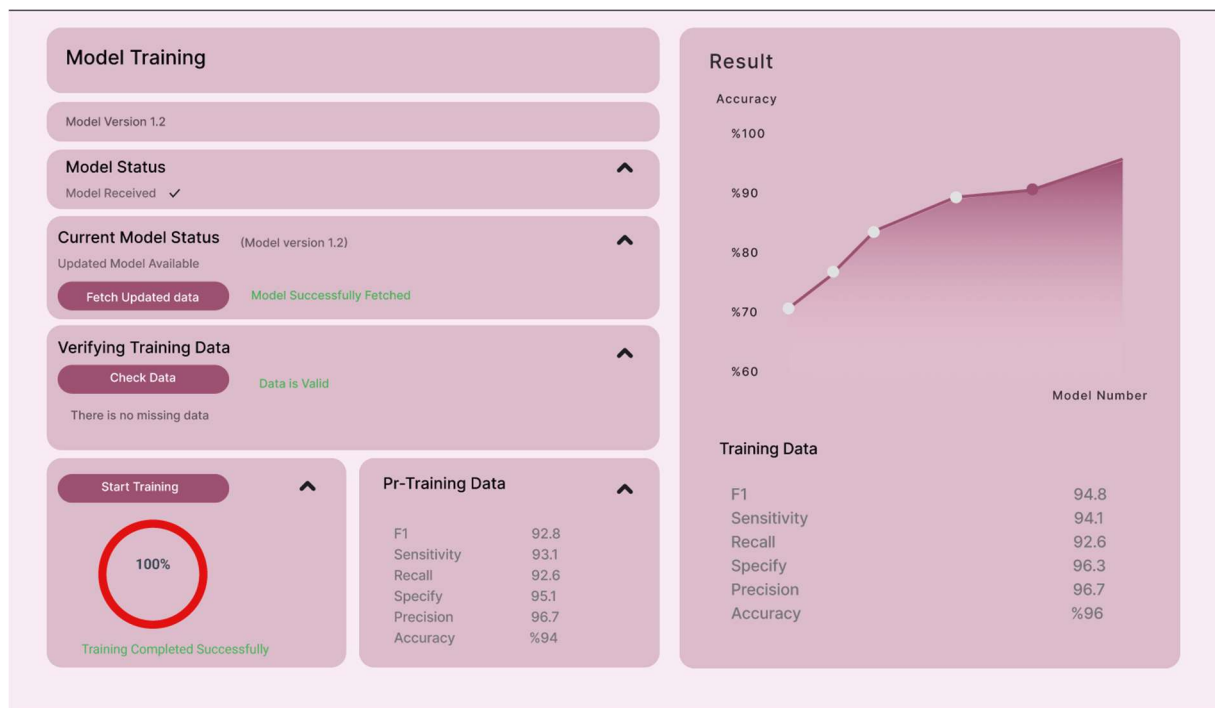 Model Training
Model Version 1.2
Model Status
Model Received
Current Model Status (Model version 1.2)
Updated Model Available
Fetch Updated data Model Successfully Fetched
Verifying Training Data
Check Data Data is Valid
There is no missing data
Start Training
100%
Training Completed Successfully
Pr-Training Data
F1 92.8
Sensitivity 93.1
Recall 92.6
Specify 95.1
Precision 96.7
Accuracy %94
Result
Accuracy
%100
%90
%80
%70
%60
Model Number
Training Data
F1 94.8
Sensitivity 94.1
Recall 92.6
Specify 96.3
Precision 96.7
Accuracy %96